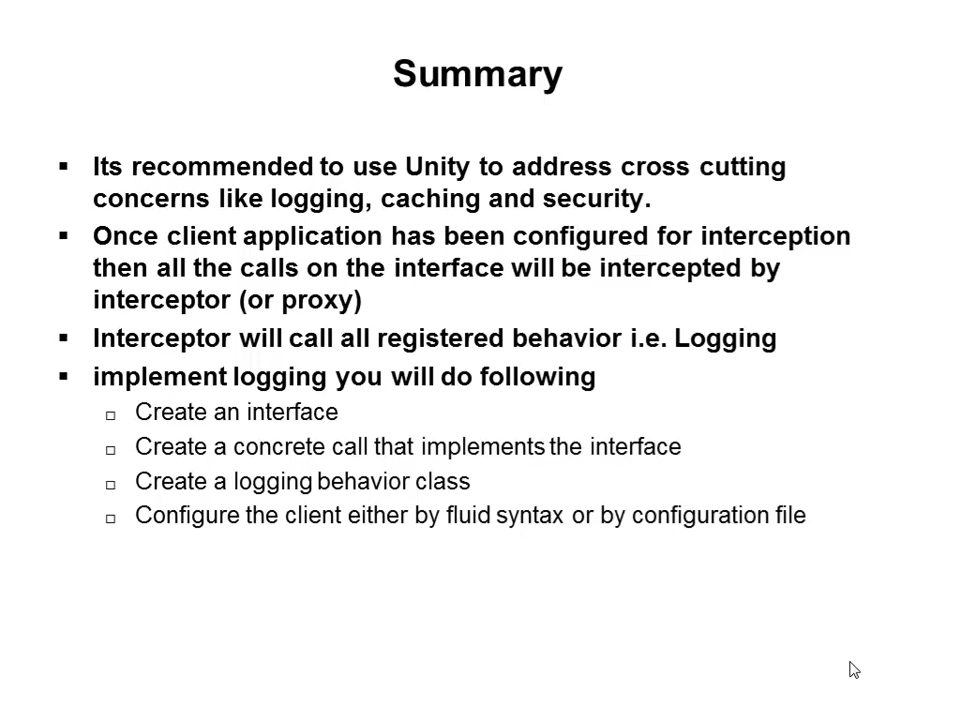 Summary
Its recommended to use Unity to address cross cutting
concerns like logging, caching and security.
Once client application has been configured for interception
then all the calls on the interface will be intercepted by
interceptor (or proxy)
Interceptor will call all registered behavior i.e. Logging
implement logging you will do following
Create an interface
Create a concrete call that implements the interface
Create a logging behavior class
Configure the client either by fluid syntax or by configuration file